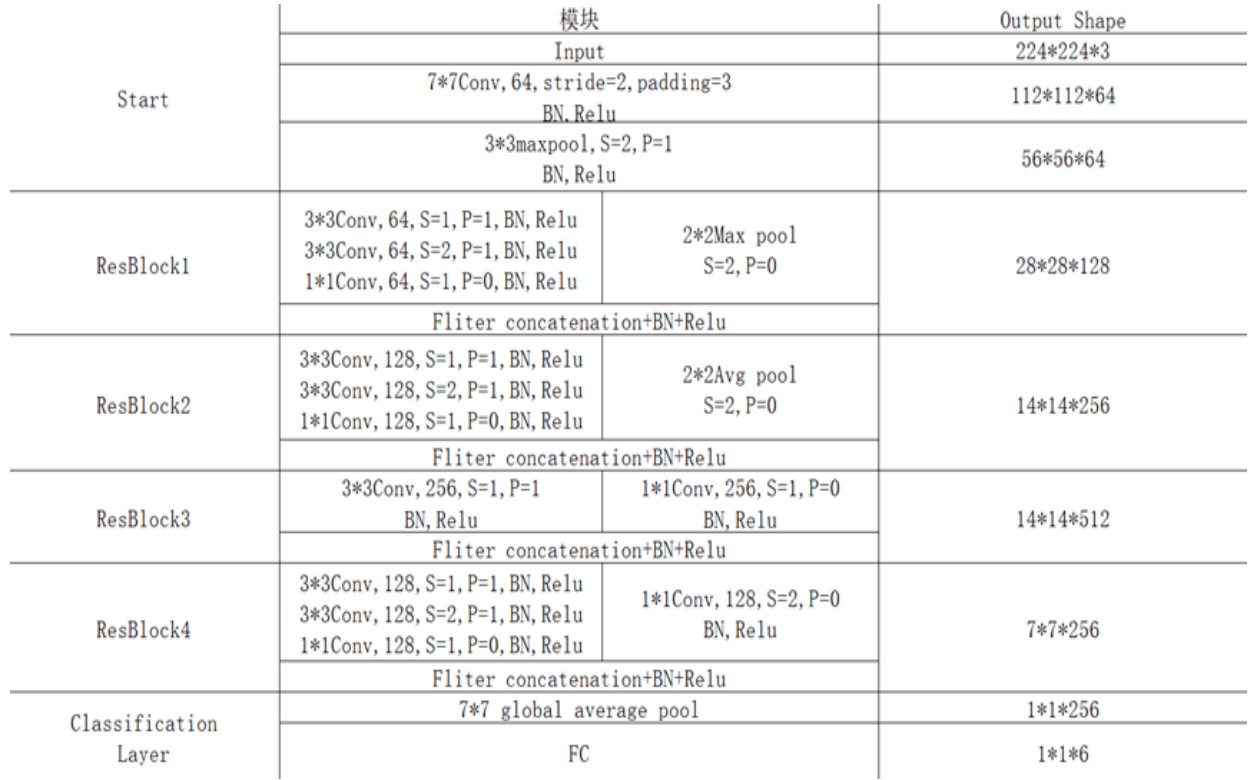 模块 Output Shape
Input 224*224*3
Start
7*7Conv,64,stride=2,padding=3
BN,Relu
112*112*64
3*3maxpool,S=2,P=1
BN,Relu
56*56*64
ResBlock1
3*3Conv,64,S=1,P=1,BN,Relu
3*3Conv,64,S=2,P=1,BN,Relu
1*1Conv,64,S=1,P=0,BN,Relu
2*2Max pool
S=2,P=0
28*28*128
Fliter concatenation+BN+Relu
ResBlock2
3*3Conv,128,S=1,P=1,BN,Relu
3*3Conv,128,S=2,P=1,BN,Relu
1*1Conv,128,S=1,P=0,BN,Relu
2*2Avg pool
S=2,P=0
14*14*256
Fliter concatenation+BN+Relu
ResBlock3
3*3Conv,256,S=1,P=1
BN,Relu
1*1Conv,256,S=1,P=0
BN,Relu
14*14*512
Fliter concatenation+BN+Relu
ResBlock4
3*3Conv,128,S=1,P=1,BN,Relu
3*3Conv,128,S=2,P=1,BN,Relu
1*1Conv,128,S=1,P=0,BN,Relu
1*1Conv,128,S=2,P=0
BN,Relu
7*7*256
Fliter concatenation+BN+Relu
Classification
Layer
7*7 global average pool 1*1*256
FC 1*1*6